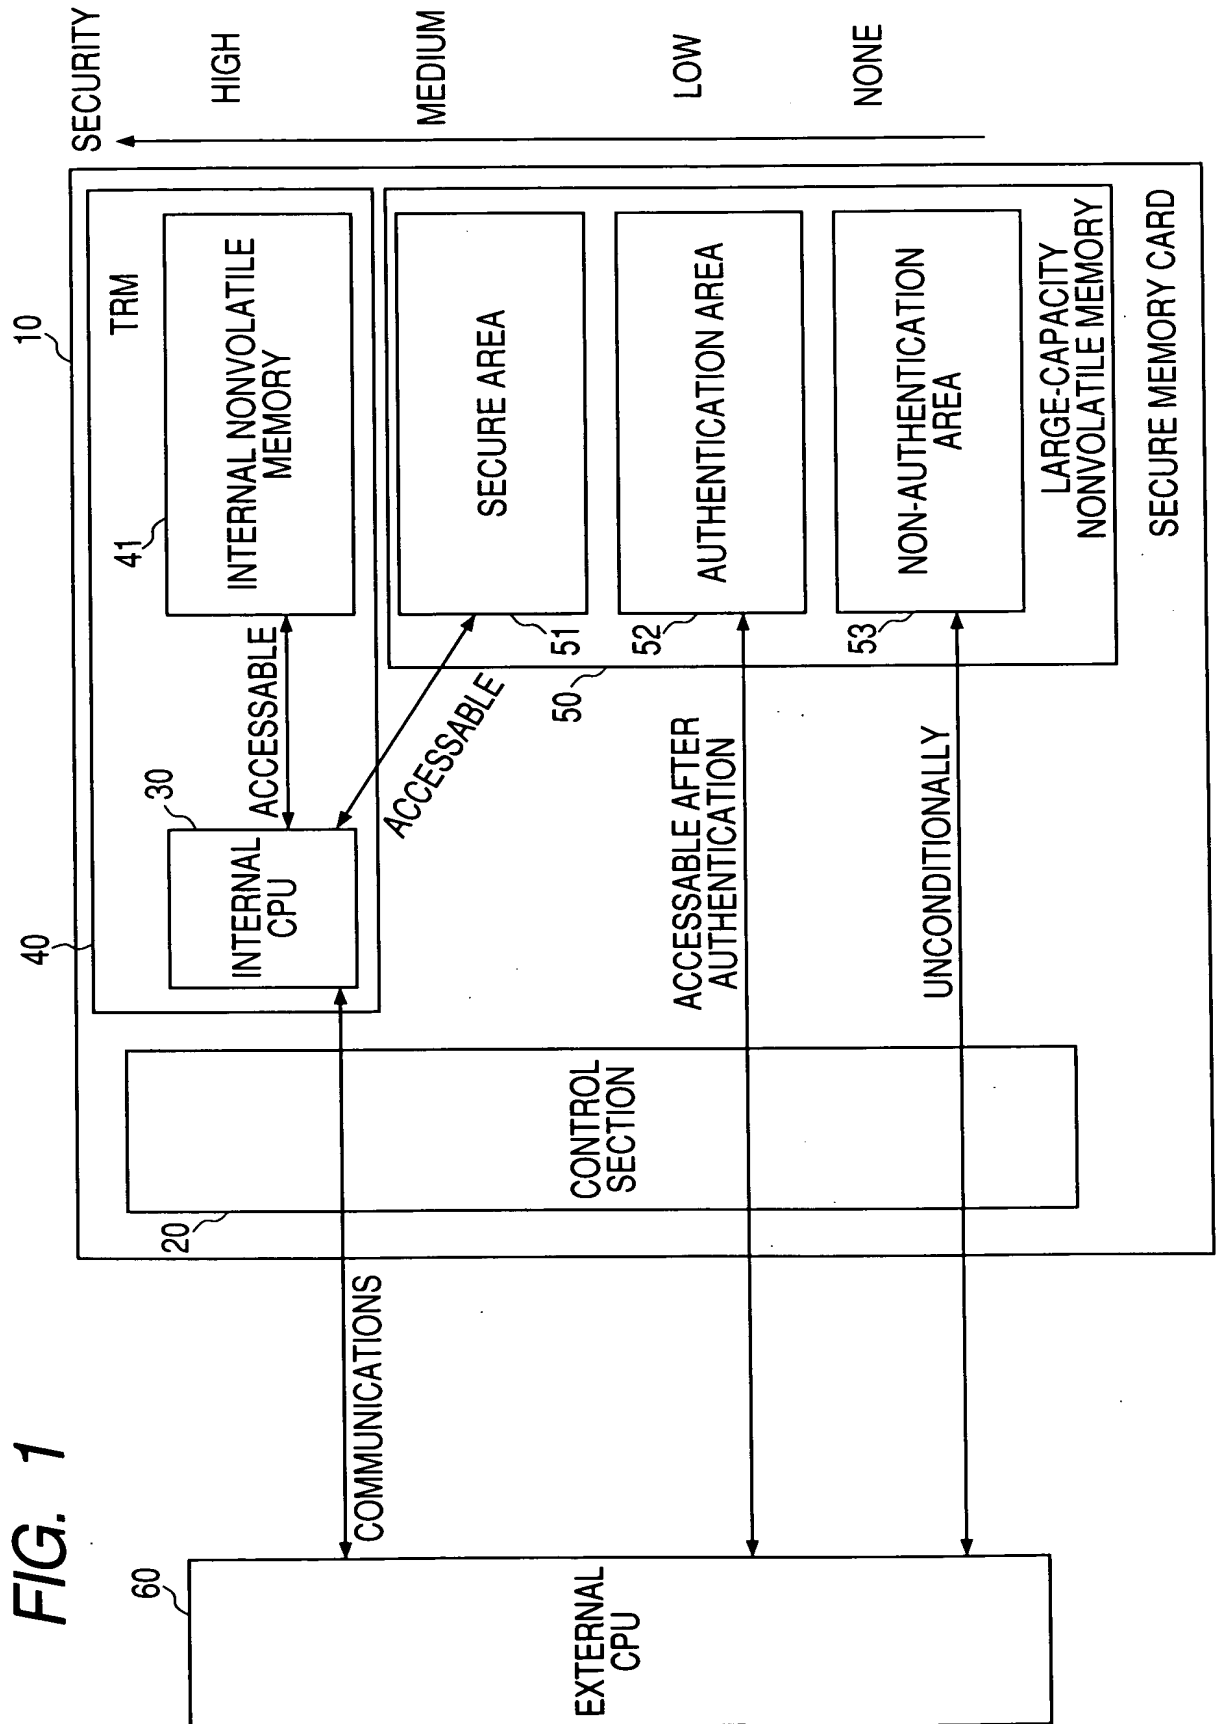 FIG. 1
SECURITY
HIGH
MEDIUM
LOW
NONE
10
40
TRM
30
INTERNAL
CPU
ACCESSABLE
41
INTERNAL NONVOLATILE
MEMORY
ACCESSABLE
SECURE AREA
51
AUTHENTICATION AREA
52
NON-AUTHENTICATION
AREA
53
50
LARGE-CAPACITY
NONVOLATILE MEMORY
SECURE MEMORY CARD
20
CONTROL
SECTION
COMMUNICATIONS
ACCESSABLE AFTER
AUTHENTICATION
UNCONDITIONALLY
60
EXTERNAL
CPU